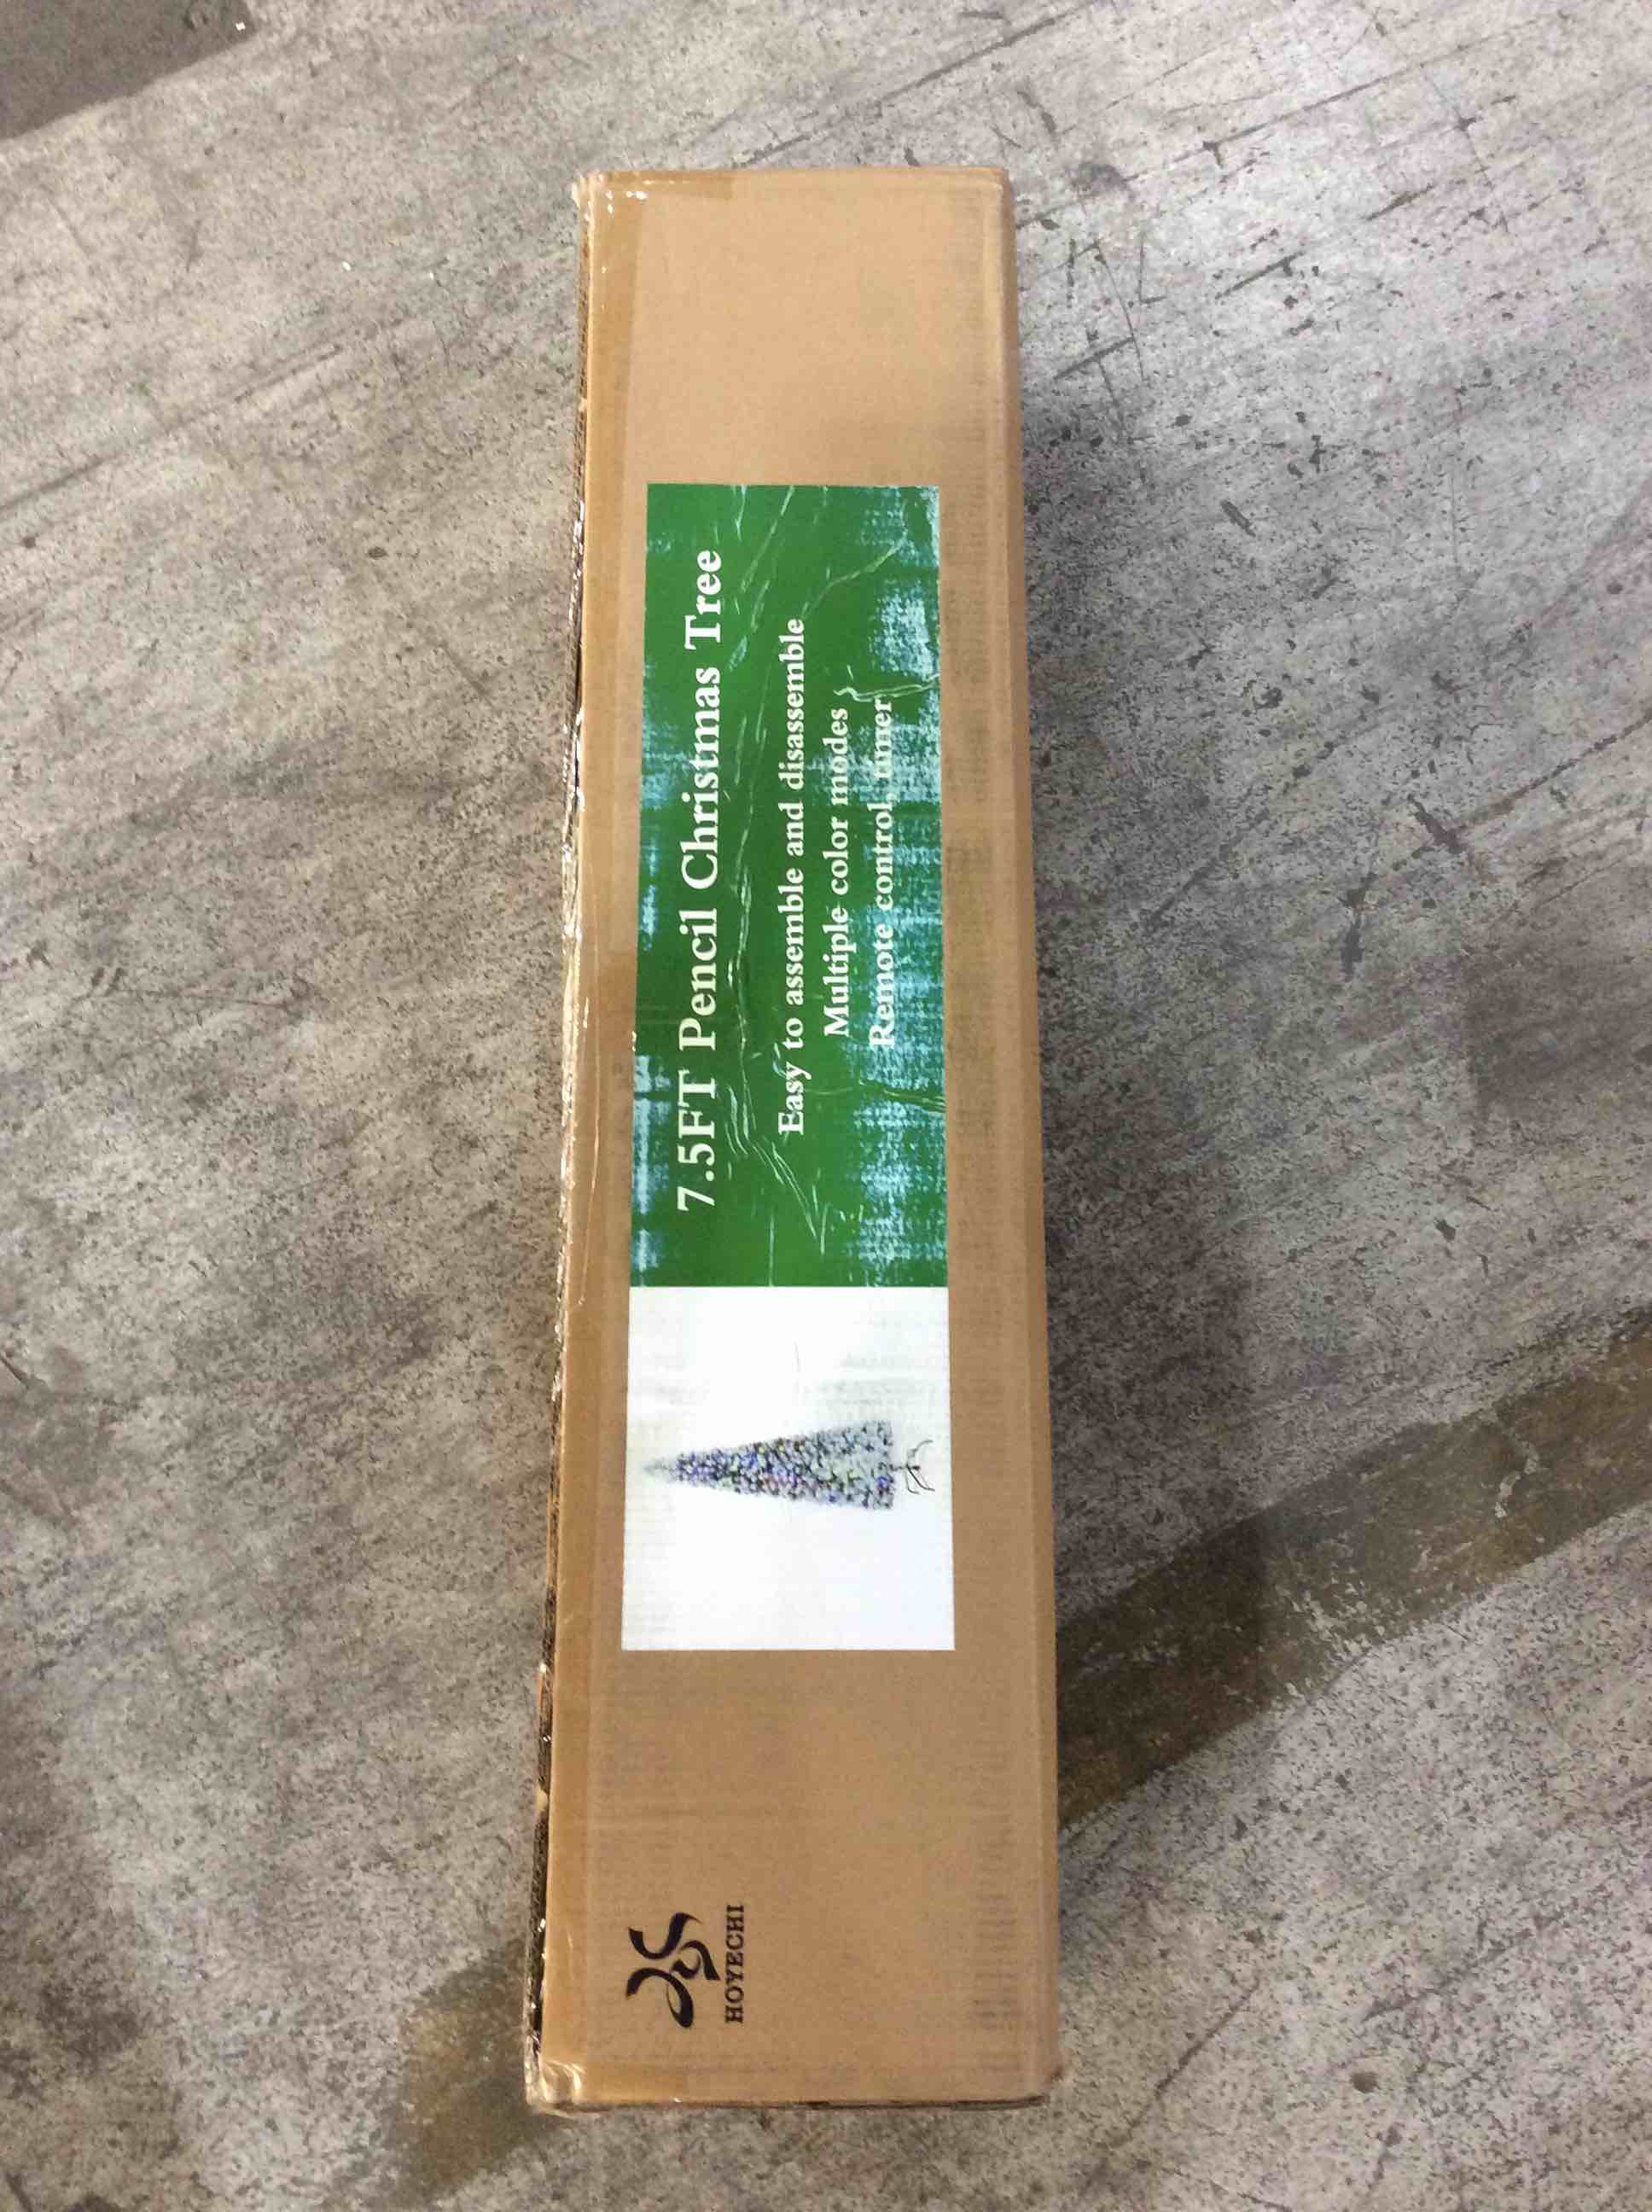 7.5FT Pencil Christmas Tree
Easy to assemble and disassemble
Multiple color modes
Remote control, timer
HOYECHI